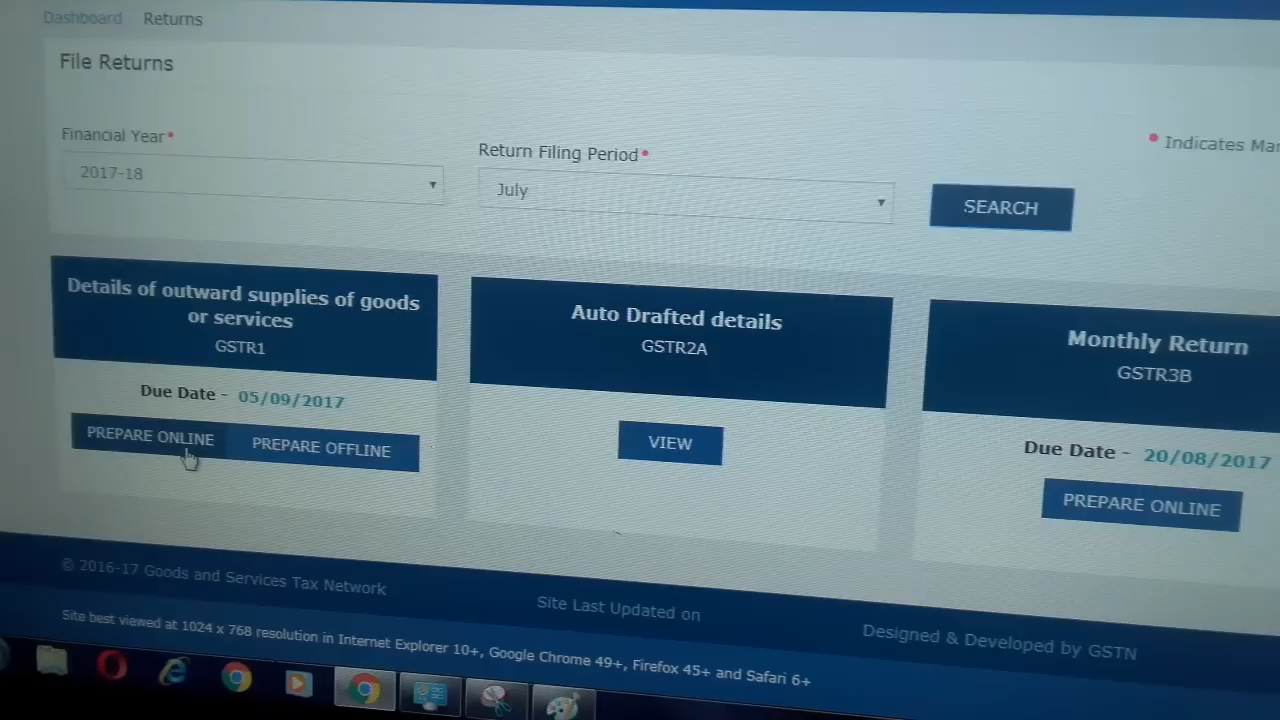 Dashboard Returns
File Returns
• Indicates
Financial Year•
Return Filing Period•
2017-18
July
SEARCH
Details of outward supplies of goods
or services
GSTR1
Due Date - 05/09/2017
PREPARE ONLINE
PREPARE OFFLINE
Auto Drafted details
GSTR2A
VIEW
Monthly Return
GSTR3B
Due Date - 20/08/2017
PREPARE ONLINE
© 2016-17 Goods and Services Tax Network
Site Last Updated on
Designed & Developed by GSTN
Site best viewed at 1024 x 768 resolution in Internet Explorer 10+, Google Chrome 49+, Firefox 45+ and Safari 6+